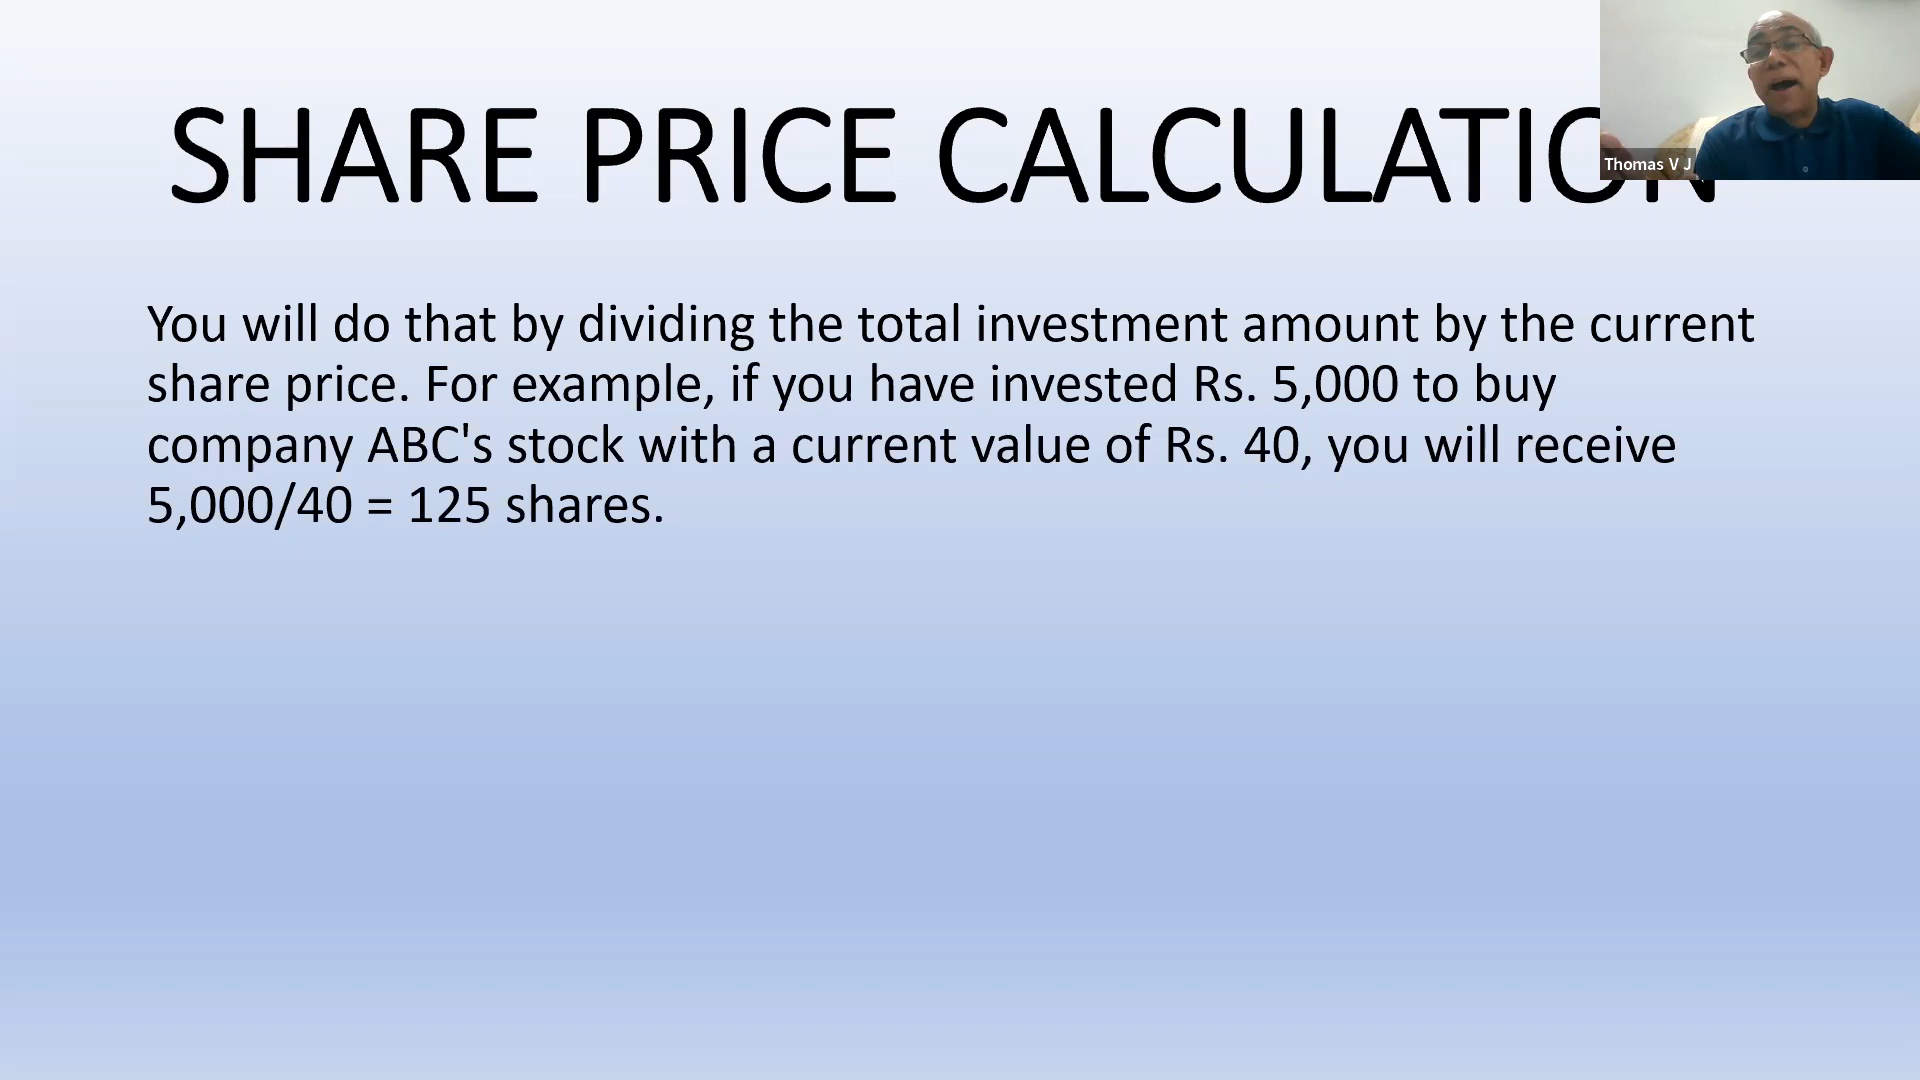 SHARE PRICE CALCULATION
Thomas V J
You will do that by dividing the total investment amount by the current
share price. For example, if you have invested Rs. 5,000 to buy
company ABC's stock with a current value of Rs. 40, you will receive
5,000/40 = 125 shares.